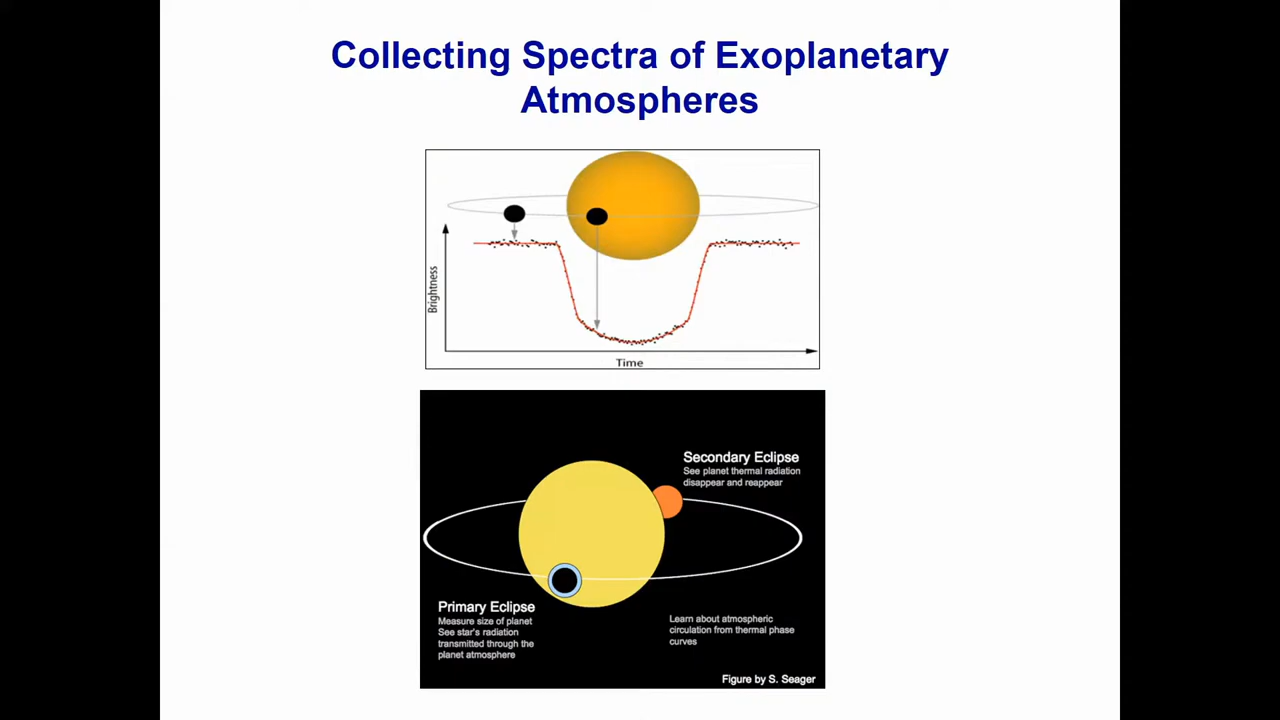 Collecting Spectra of Exoplanetary
Atmospheres
Brightness
Time
Secondary Eclipse
See planet thermal radiation
disappear and reappear
Primary Eclipse
Measure size of planet
See star's radiation
transmitted through the
planet atmosphere
Learn about atmospheric
circulation from thermal phase
curves
Figure by S. Seager